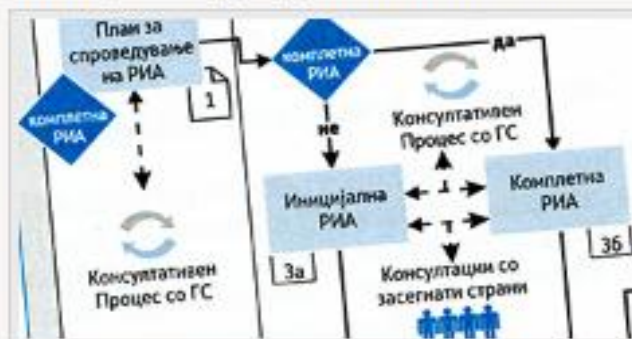 План за
спроведување
на РИА
1
комплетна
РИА
Консултативен
Процес со ГС
комплетна
РИА
да
не
Консултативен
Процес со ГС
Иницијална
РИА
3а
Комплетна
РИА
3б
Консултации со
засегнати страни